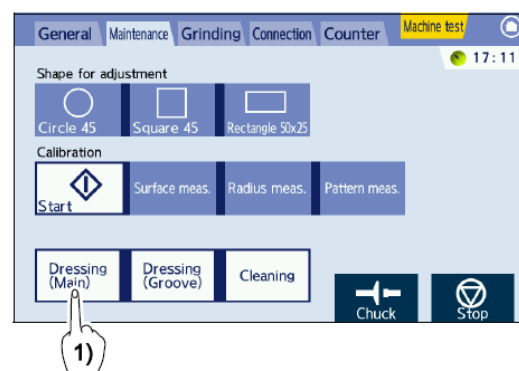 General Maintenance Grinding Connection Counter Machine test
17:11
Shape for adjustment
Circle 45 Square 45 Rectangle 50x25
Calibration
Start Surface meas. Radius meas. Pattern meas.
Dressing (Main) Dressing (Groove) Cleaning
Chuck Stop
1)